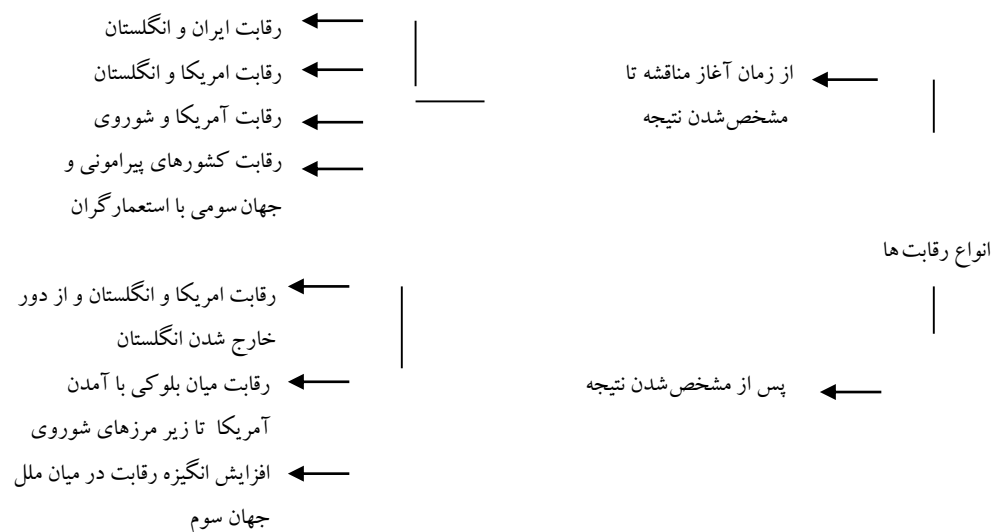 انواع رقابت‌ها
از زمان آغاز مناقشه تا
مشخص‌شدن نتیجه
رقابت ایران و انگلستان
رقابت امریکا و انگلستان
رقابت آمریکا و شوروی
رقابت کشورهای پیرامونی و
جهان‌سومی با استعمارگران
پس از مشخص‌شدن نتیجه
رقابت امریکا و انگلستان و از دور
خارج شدن انگلستان
رقابت میان بلوکی با آمدن
آمریکا تا زیر مرزهای شوروی
افزایش انگیزه رقابت در میان ملل
جهان سوم